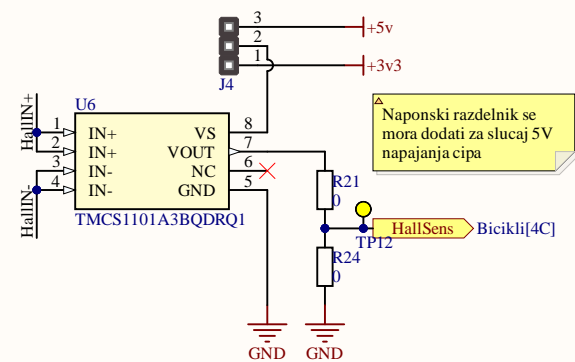 3
+5v
2
1
+3v3
J4
HallIN+
HallIN-
U6
1 IN+ VS 8
2 IN+ VOUT 7
3 IN- NC 6
4 IN- GND 5
TMCS1101A3BQDRQ1
Naponski razdelnik se
mora dodati za slucaj 5V
napajanja cipa
R21
0
TP12
HallSens
Bicikli[4C]
R24
0
GND
GND